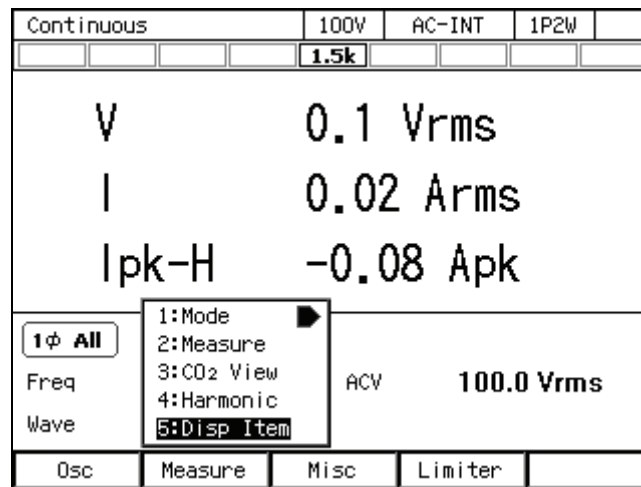 Continuous 100V AC-INT 1P2W
1.5k
V 0.1 Vrms
I 0.02 Arms
Ipk-H -0.08 Apk
1:Mode
1ϕ All 2:Measure
Freq 3:CO₂ View ACV 100.0 Vrms
4:Harmonic
Wave 5:Disp Item
Osc Measure Misc Limiter